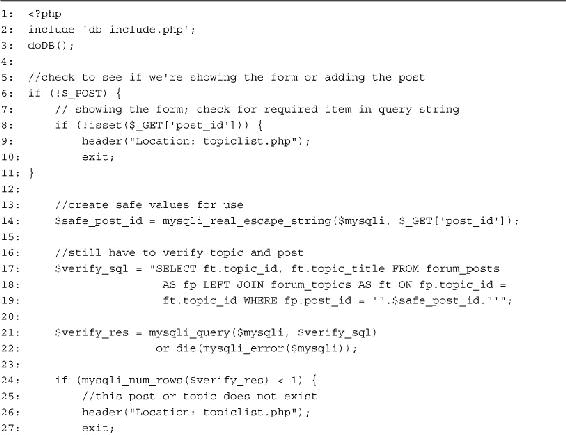 1: <?php
2: include 'db_include.php';
3: doDB();
4:
5: //check to see if we're showing the form or adding the post
6: if (!$_POST) {
7: // showing the form; check for required item in query string
8: if (!isset($_GET['post_id'])) {
9: header("Location: topiclist.php");
10: exit;
11: }
12:
13: //create safe values for use
14: $safe_post_id = mysqli_real_escape_string($mysqli, $_GET['post_id']);
15:
16: //still have to verify topic and post
17: $verify_sql = "SELECT ft.topic_id, ft.topic_title FROM forum_posts
18: AS fp LEFT JOIN forum_topics AS ft ON fp.topic_id =
19: ft.topic_id WHERE fp.post_id = '".$safe_post_id."'";
20:
21: $verify_res = mysqli_query($mysqli, $verify_sql)
22: or die(mysqli_error($mysqli));
23:
24: if (mysqli_num_rows($verify_res) < 1) {
25: //this post or topic does not exist
26: header("Location: topiclist.php");
27: exit;